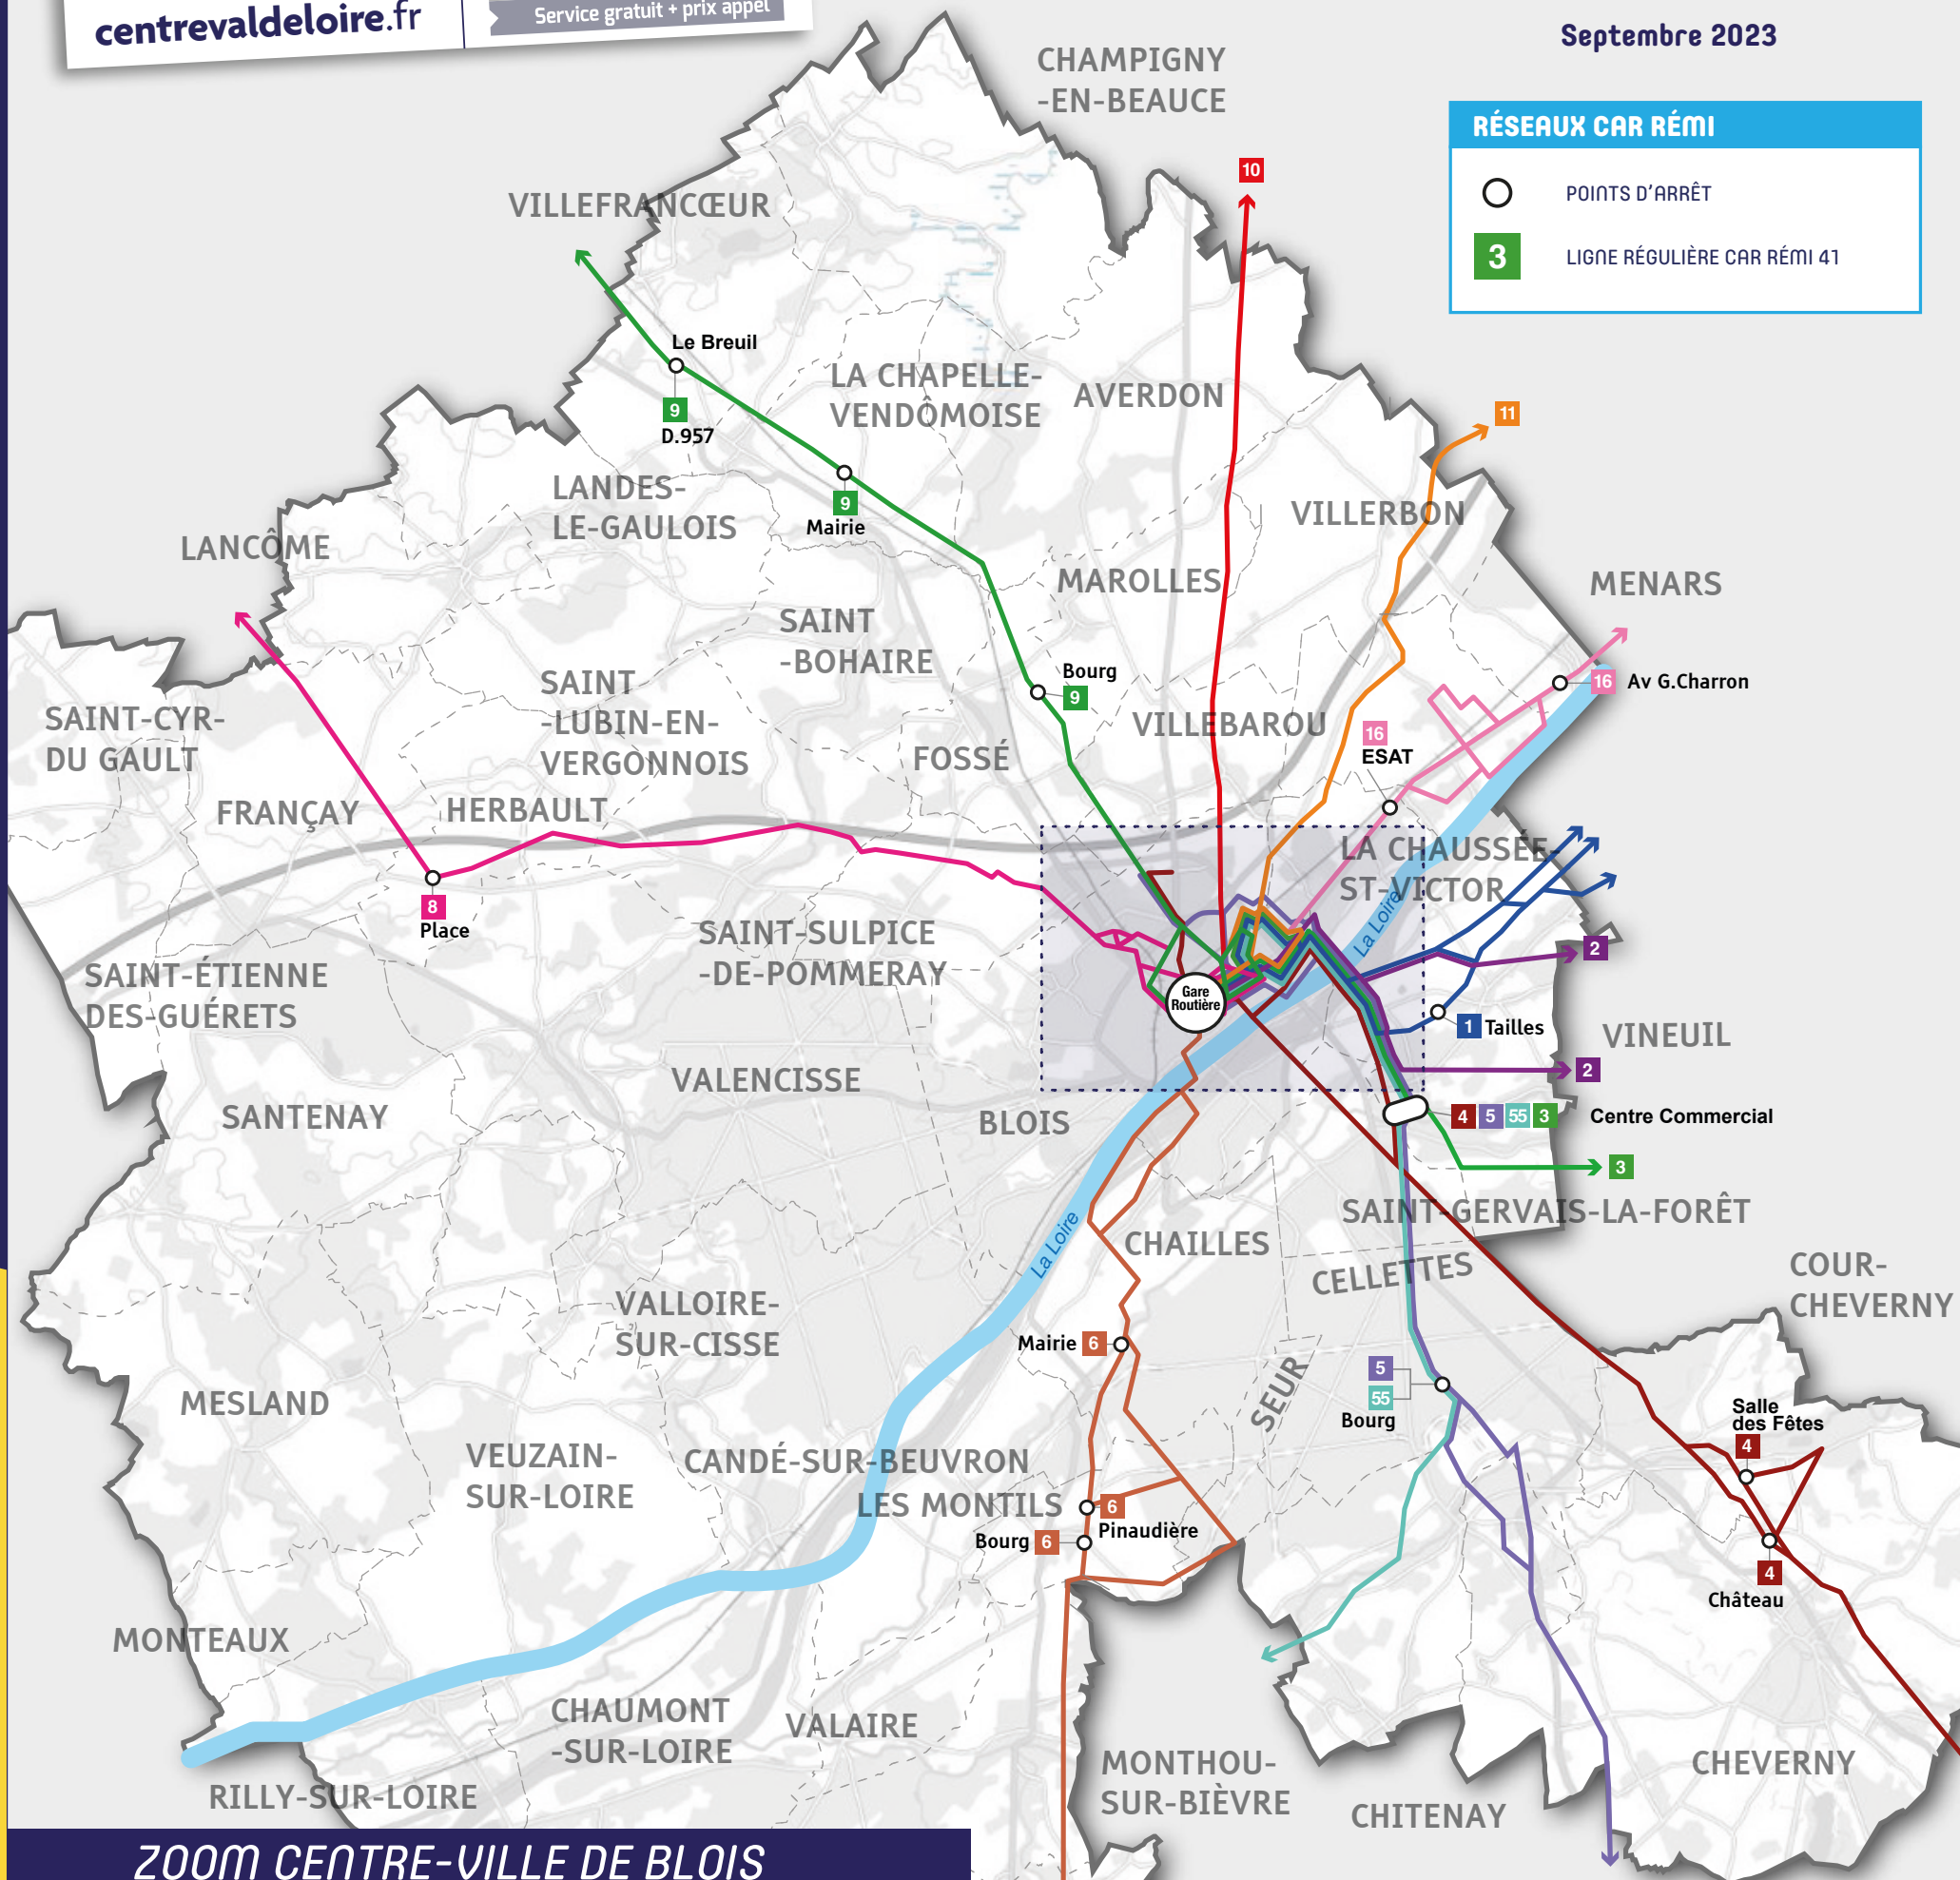 centrevaldeloire.fr
Service gratuit + prix appel
Septembre 2023
RÉSEAUX CAR RÉMI
POINTS D'ARRÊT
3
LIGNE RÉGULIÈRE CAR RÉMI 41
CHAMPIGNY
-EN-BEAUCE
10
VILLEFRANCŒUR
Le Breuil
9
D.957
LA CHAPELLE-
VENDÔMOISE
AVERDON
11
9
Mairie
LANDES-
LE-GAULOIS
VILLERBON
LANCÔME
MAROLLES
MENARS
SAINT
-BOHAIRE
Bourg
9
16
Av G.Charron
SAINT
-LUBIN-EN-
VERGONNOIS
SAINT-CYR-
DU GAULT
VILLEBAROU
16
ESAT
FOSSÉ
FRANÇAY
HERBAULT
LA CHAUSSÉE-
ST-VICTOR
La Loire
8
Place
SAINT-SULPICE
-DE-POMMERAY
2
SAINT-ÉTIENNE
DES-GUÉRETS
Gare
Routière
1
Tailles
VINEUIL
2
VALENCISSE
SANTENAY
BLOIS
4
5
55
3
Centre Commercial
3
SAINT-GERVAIS-LA-FORÊT
La Loire
CHAILLES
CELLETTES
COUR-
CHEVERNY
VALLOIRE-
SUR-CISSE
Mairie
6
SEUR
5
55
Bourg
MESLAND
Salle
des Fêtes
4
VEUZAIN-
SUR-LOIRE
CANDÉ-SUR-BEUVRON
LES MONTILS
6
Pinaudière
Bourg
6
4
Château
MONTEAUX
CHAUMONT
-SUR-LOIRE
VALAIRE
MONTHOU-
SUR-BIÈVRE
CHEVERNY
RILLY-SUR-LOIRE
CHITENAY
ZOOM CENTRE-VILLE DE BLOIS